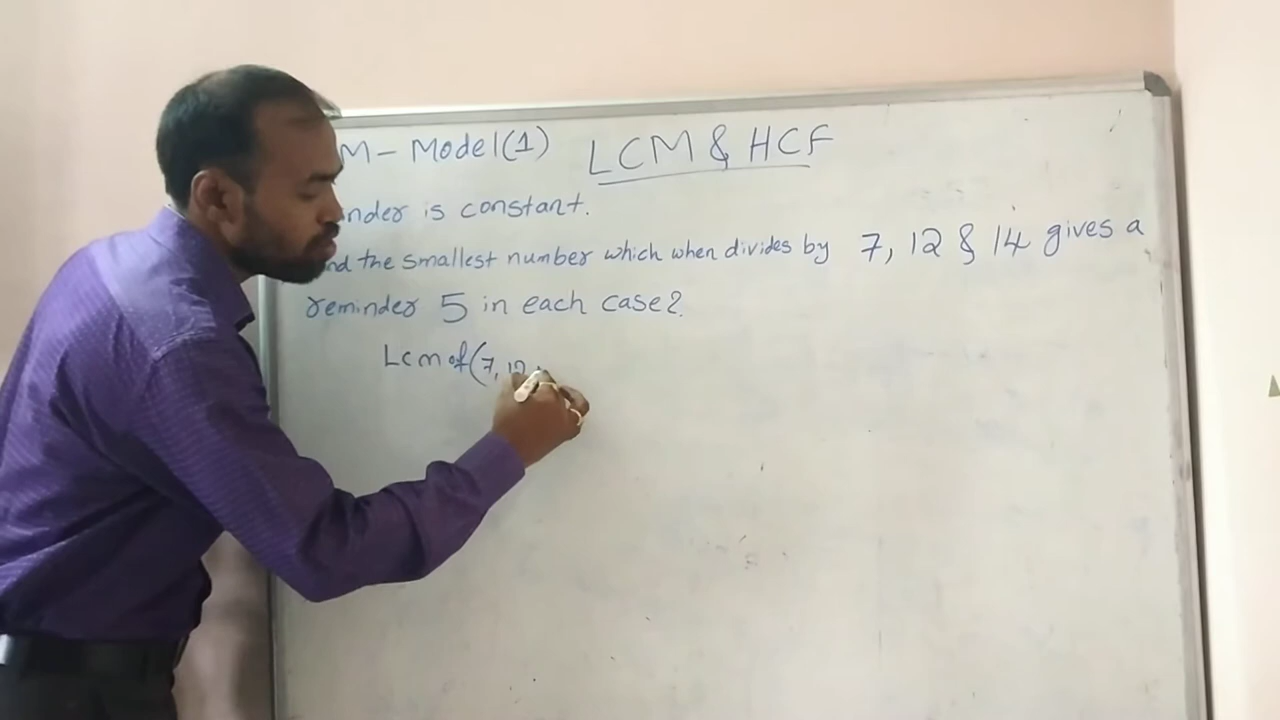 M - Model(1) LCM & HCF
nder is constant.
nd the smallest number which when divides by 7, 12 & 14 gives a
reminder 5 in each case?
Lcm of (7, 12